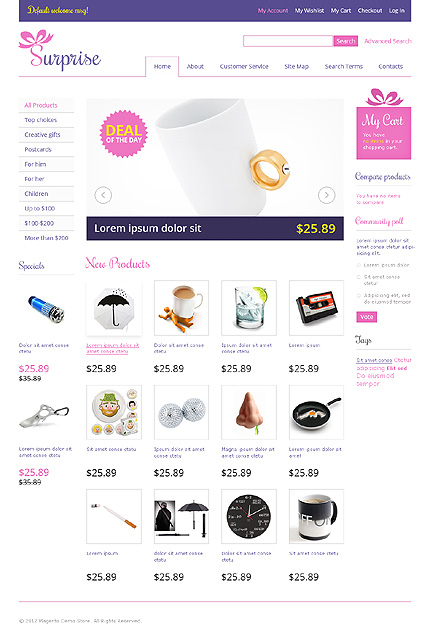 Default welcome msg!
My Account My Wishlist My Cart Checkout Log In
Surprise
Search Advanced Search
Home About Customer Service Site Map Search Terms Contacts
All Products
Top choices
Creative gifts
Postcards
For him
For her
Children
Up to $100
$100-$200
More than $200
DEAL
OF THE DAY
Lorem ipsum dolor sit $25.89
My Cart
You have
no items in your
shopping cart.
Compare products
You have no items
to compare.
Community poll
Lorem ipsum dolor
sit amet conse
ctetur adipi-
sicing elit.
Lorem ipsum dolor
Sit amet conse
ctetur
Adipisicing elit, sed
do eiusmod tempor
Vote
Tags
Sit amet conse Ctetur
adipisicing Elit sed
Do eiusmod
tempor
Specials
Dolor sit amet conse
ctetu
$25.89
$35.89
Lorem ipsum dolor sit
amet conse ctetu
$25.89
$35.89
New Products
Lorem ipsum dolor sit
amet conse ctetu
$25.89
Dolor sit amet conse
ctetu
$25.89
Ipsum dolor sit amet
conse ctetu
$25.89
Lorem ipsum
$25.89
Sit amet conse ctetu
$25.89
Ipsum dolor sit amet
conse ctetu
$25.89
Magna ipsum dolor sit
amet conse ctetu
$25.89
Lorem ipsum dolor sit
amet
$25.89
Lorem ipsum
$25.89
Dolor sit amet conse
ctetu
$25.89
Dolor sit amet conse
ctetu
$25.89
Sit amet conse ctetu
$25.89
© 2012 Magento Demo Store. All Rights Reserved.